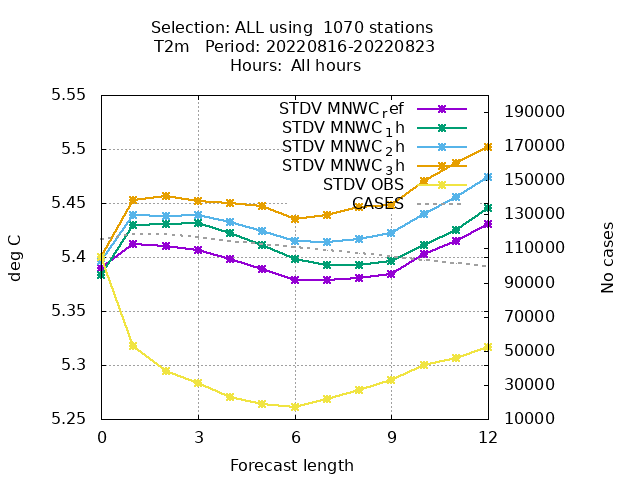 Selection: ALL using  1070 stations
T2m   Period: 20220816-20220823
Hours:  All hours
STDV MNWC_ref
STDV MNWC_1h
STDV MNWC_2h
STDV MNWC_3h
STDV OBS
CASES
5.55
5.5
5.45
5.4
5.35
5.3
5.25
deg C
190000
170000
150000
130000
110000
90000
70000
50000
30000
10000
No cases
0 3 6 9 12
Forecast length